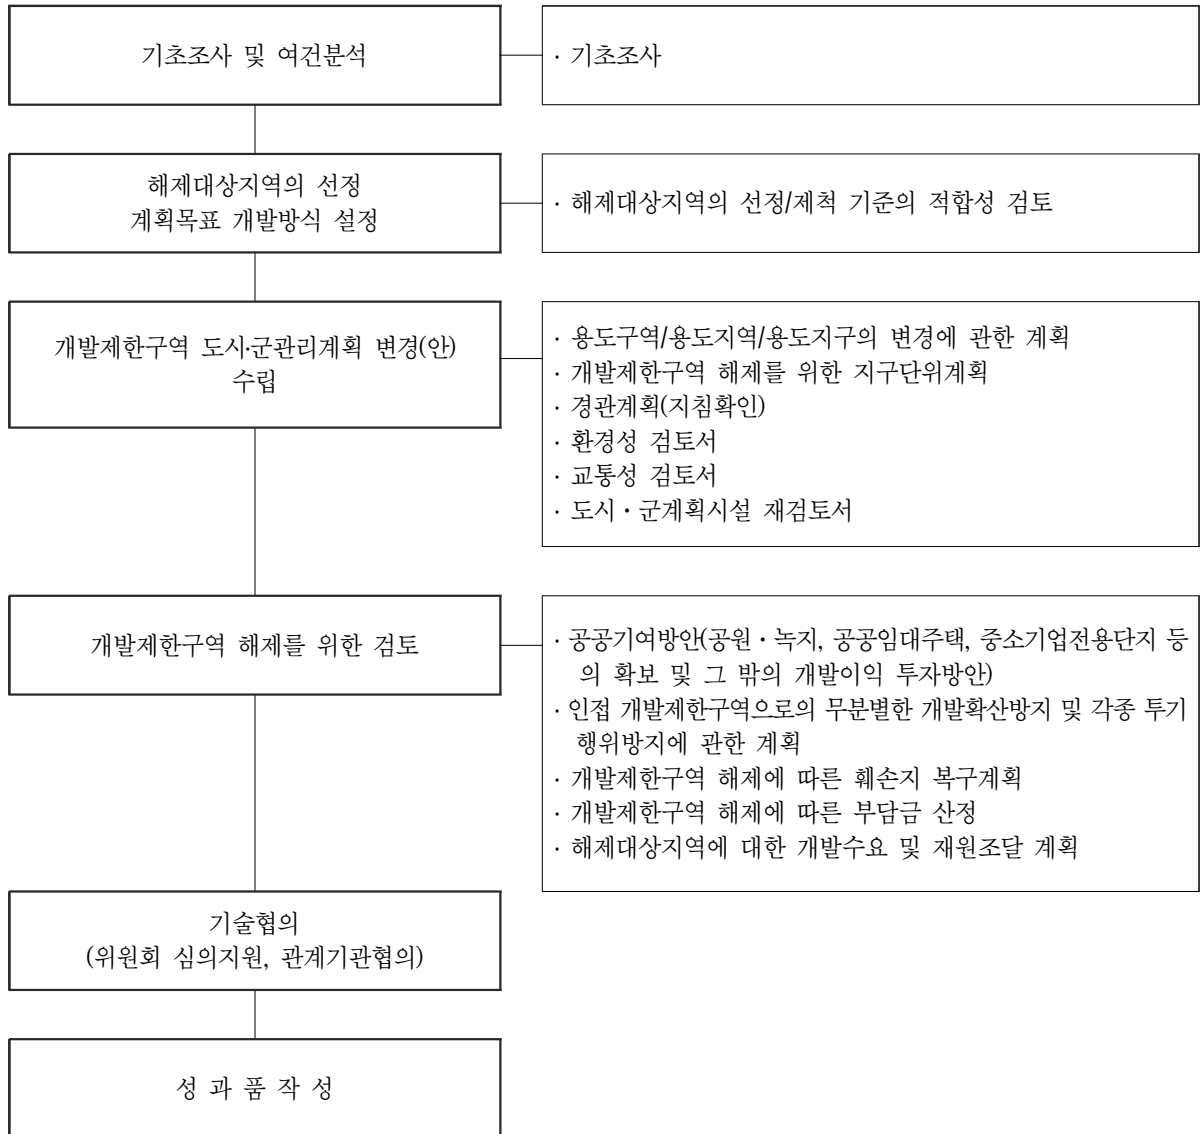 기초조사 및 여건분석
· 기초조사
해제대상지역의 선정
계획목표 개발방식 설정
· 해제대상지역의 선정/제척 기준의 적합성 검토
개발제한구역 도시·군관리계획 변경(안)
수립
· 용도구역/용도지역/용도지구의 변경에 관한 계획
· 개발제한구역 해제를 위한 지구단위계획
· 경관계획(지침확인)
· 환경성 검토서
· 교통성 검토서
· 도시·군계획시설 재검토서
개발제한구역 해제를 위한 검토
· 공공기여방안(공원·녹지, 공공임대주택, 중소기업전용단지 등
의 확보 및 그 밖의 개발이익 투자방안)
· 인접 개발제한구역으로의 무분별한 개발확산방지 및 각종 투기
행위방지에 관한 계획
· 개발제한구역 해제에 따른 훼손지 복구계획
· 개발제한구역 해제에 따른 부담금 산정
· 해제대상지역에 대한 개발수요 및 재원조달 계획
기술협의
(위원회 심의지원, 관계기관협의)
성 과 품 작 성